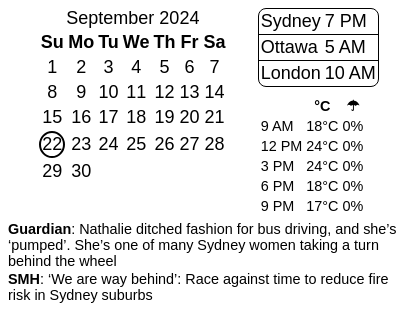 September 2024
Su Mo Tu We Th Fr Sa
1 2 3 4 5 6 7
8 9 10 11 12 13 14
15 16 17 18 19 20 21
22 23 24 25 26 27 28
29 30
Sydney 7 PM
Ottawa 5 AM
London 10 AM
°C ☂
9 AM 18°C 0%
12 PM 24°C 0%
3 PM 24°C 0%
6 PM 18°C 0%
9 PM 17°C 0%
Guardian: Nathalie ditched fashion for bus driving, and she's
‘pumped’. She’s one of many Sydney women taking a turn
behind the wheel
SMH: ‘We are way behind’: Race against time to reduce fire
risk in Sydney suburbs